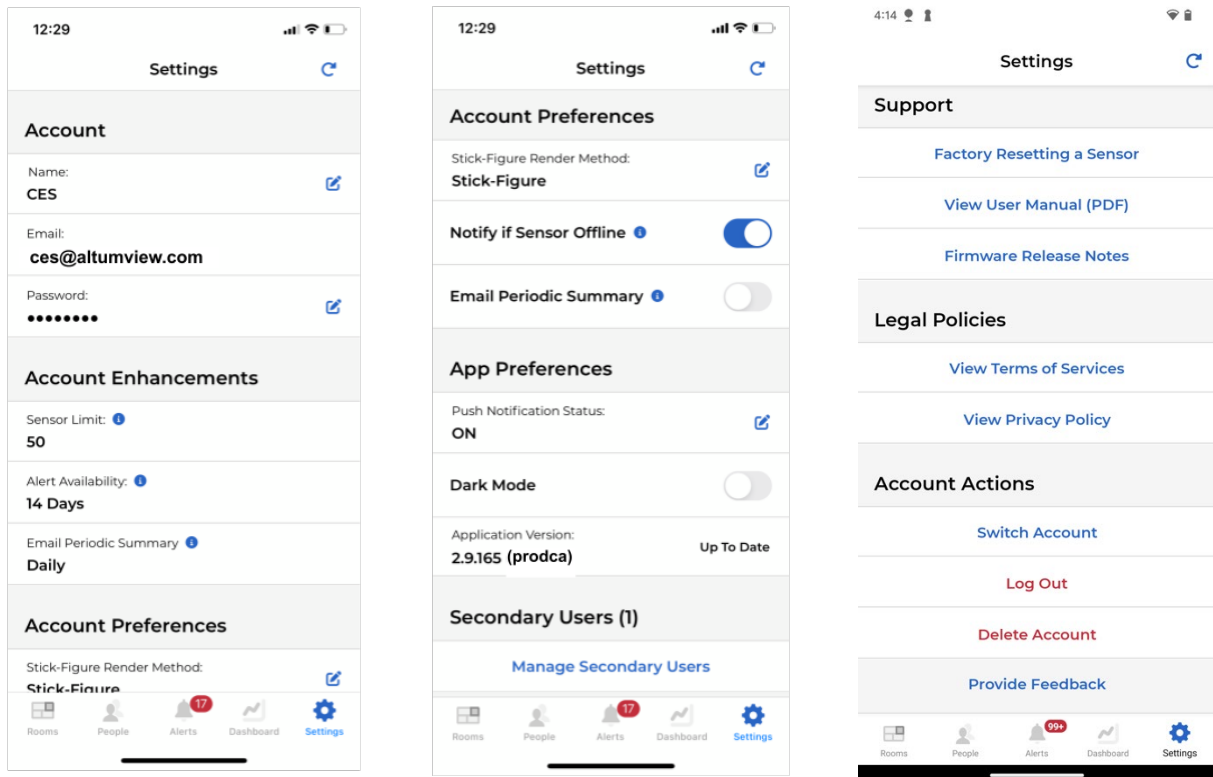 12:29
Settings
Account
Name:
CES
Email:
ces@altumview.com
Password:
••••••••
Account Enhancements
Sensor Limit:
50
Alert Availability:
14 Days
Email Periodic Summary
Daily
Account Preferences
Stick-Figure Render Method:
Stick-Figure
17
Rooms People Alerts Dashboard Settings
12:29
Settings
Account Preferences
Stick-Figure Render Method:
Stick-Figure
Notify if Sensor Offline
Email Periodic Summary
App Preferences
Push Notification Status:
ON
Dark Mode
Application Version:
2.9.165 (prodca) Up To Date
Secondary Users (1)
Manage Secondary Users
17
Rooms People Alerts Dashboard Settings
4:14
Settings
Support
Factory Resetting a Sensor
View User Manual (PDF)
Firmware Release Notes
Legal Policies
View Terms of Services
View Privacy Policy
Account Actions
Switch Account
Log Out
Delete Account
Provide Feedback
99+
Rooms People Alerts Dashboard Settings